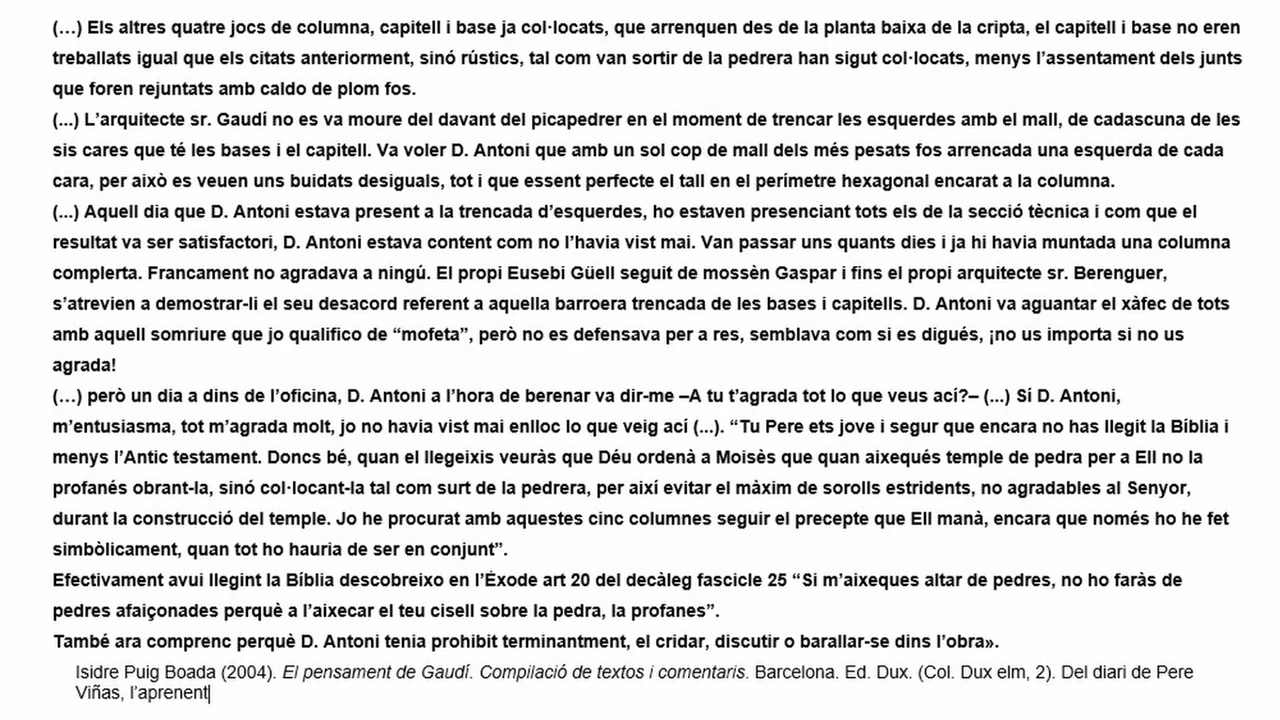 (…) Els altres quatre jocs de columna, capitell i base ja col·locats, que arrenquen des de la planta baixa de la cripta, el capitell i base no eren
treballats igual que els citats anteriorment, sinó rústics, tal com van sortir de la pedrera han sigut col·locats, menys l’assentament dels junts
que foren rejuntats amb caldo de plom fos.
(...) L’arquitecte sr. Gaudí no es va moure del davant del picapedrer en el moment de trencar les esquerdes amb el mall, de cadascuna de les
sis cares que té les bases i el capitell. Va voler D. Antoni que amb un sol cop de mall dels més pesats fos arrencada una esquerda de cada
cara, per això es veuen uns buidats desiguals, tot i que essent perfecte el tall en el perímetre hexagonal encarat a la columna.
(...) Aquell dia que D. Antoni estava present a la trencada d’esquerdes, ho estaven presenciant tots els de la secció tècnica i com que el
resultat va ser satisfactori, D. Antoni estava content com no l’havia vist mai. Van passar uns quants dies i ja hi havia muntada una columna
complerta. Francament no agradava a ningú. El propi Eusebi Güell seguit de mossèn Gaspar i fins el propi arquitecte sr. Berenguer,
s’atrevien a demostrar-li el seu desacord referent a aquella barroera trencada de les bases i capitells. D. Antoni va aguantar el xàfec de tots
amb aquell somriure que jo qualifico de “mofeta”, però no es defensava per a res, semblava com si es digués, ¡no us importa si no us
agrada!
(…) però un dia a dins de l’oficina, D. Antoni a l’hora de berenar va dir-me –A tu t’agrada tot lo que veus ací?– (...) Sí D. Antoni,
m’entusiasma, tot m’agrada molt, jo no havia vist mai enlloc lo que veig ací (...). “Tu Pere ets jove i segur que encara no has llegit la Bíblia i
menys l’Antic testament. Doncs bé, quan el llegeixis veuràs que Déu ordenà a Moisès que quan aixequés temple de pedra per a Ell no la
profanés obrant-la, sinó col·locant-la tal com surt de la pedrera, per així evitar el màxim de sorolls estridents, no agradables al Senyor,
durant la construcció del temple. Jo he procurat amb aquestes cinc columnes seguir el precepte que Ell manà, encara que només ho he fet
simbòlicament, quan tot ho hauria de ser en conjunt”.
Efectivament avui llegint la Bíblia descobreixo en l’Èxode art 20 del decàleg fascicle 25 “Si m’aixeques altar de pedres, no ho faràs de
pedres afaiçonades perquè a l’aixecar el teu cisell sobre la pedra, la profanes”.
També ara comprenc perquè D. Antoni tenia prohibit terminantment, el cridar, discutir o barallar-se dins l’obra».
Isidre Puig Boada (2004). El pensament de Gaudí. Compilació de textos i comentaris. Barcelona. Ed. Dux. (Col. Dux elm, 2). Del diari de Pere
Viñas, l’aprenent